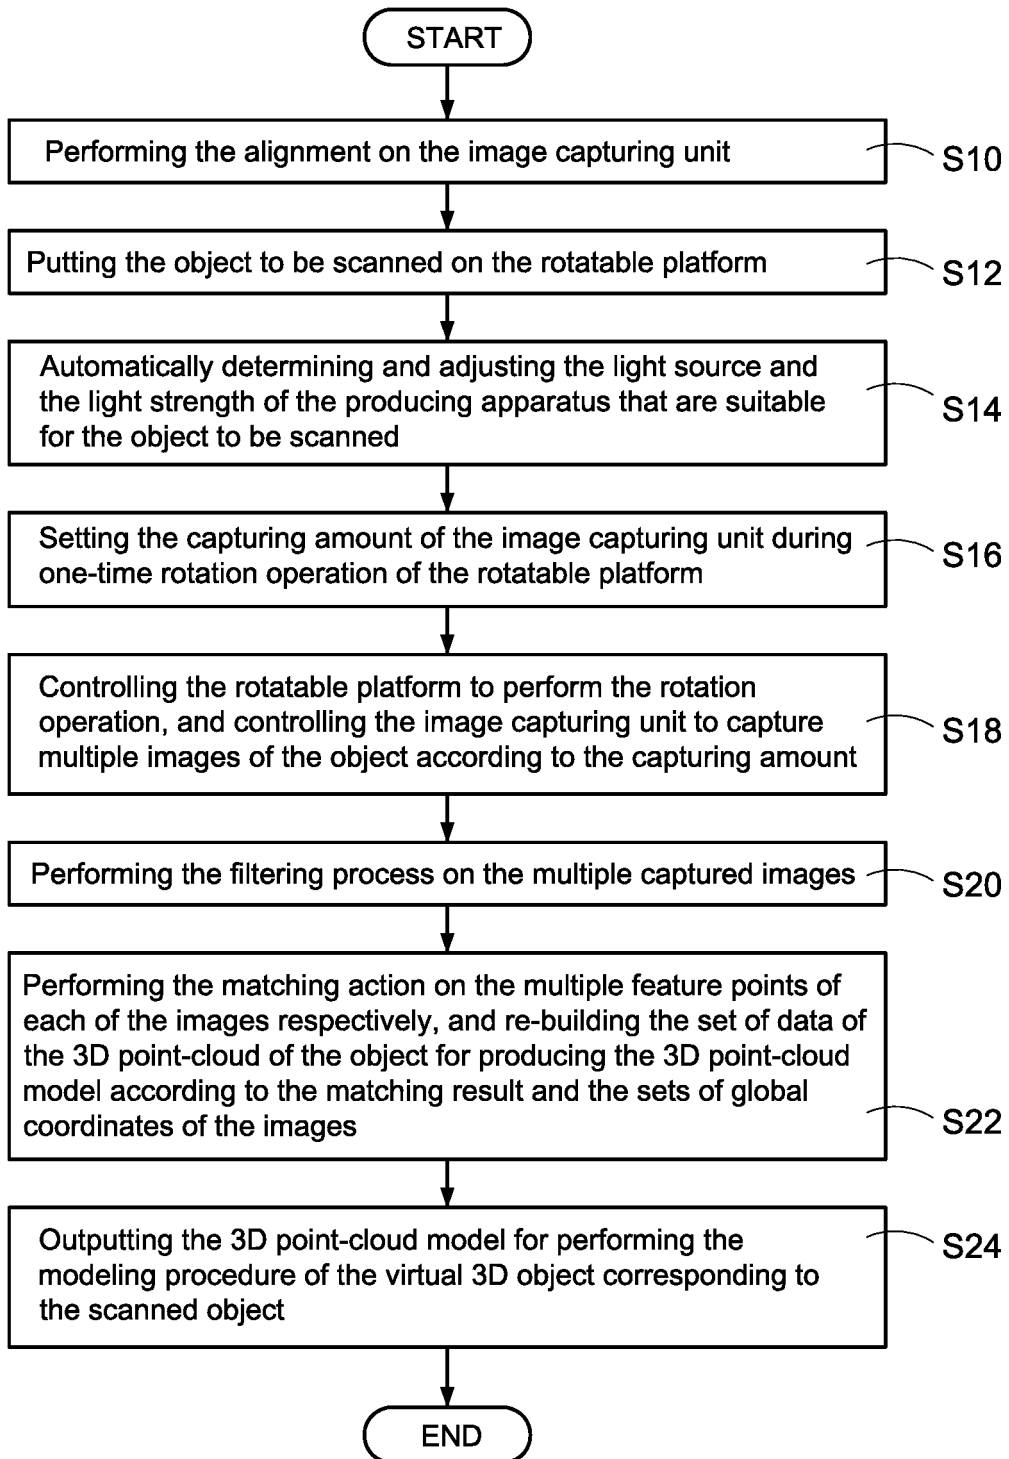 START
Performing the alignment on the image capturing unit
S10
Putting the object to be scanned on the rotatable platform
S12
Automatically determining and adjusting the light source and
the light strength of the producing apparatus that are suitable
for the object to be scanned
S14
Setting the capturing amount of the image capturing unit during
one-time rotation operation of the rotatable platform
S16
Controlling the rotatable platform to perform the rotation
operation, and controlling the image capturing unit to capture
multiple images of the object according to the capturing amount
S18
Performing the filtering process on the multiple captured images
S20
Performing the matching action on the multiple feature points of
each of the images respectively, and re-building the set of data of
the 3D point-cloud of the object for producing the 3D point-cloud
model according to the matching result and the sets of global
coordinates of the images
S22
Outputting the 3D point-cloud model for performing the
modeling procedure of the virtual 3D object corresponding to
the scanned object
S24
END